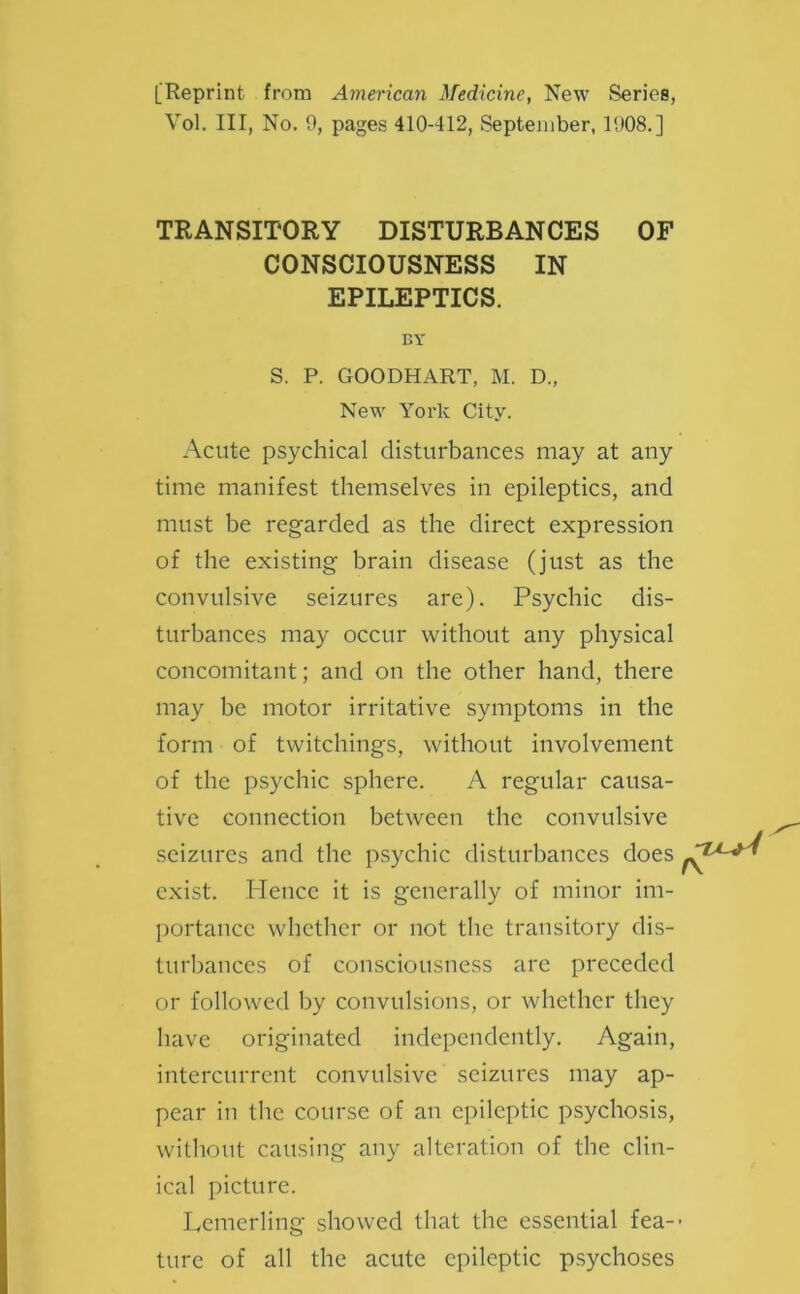 [Reprint from American Medicine, New Series,
Vol. III, No. 9, pages 410-412, September, 1908.]
TRANSITORY DISTURBANCES OF
CONSCIOUSNESS IN
EPILEPTICS.
BY
S. P. GOODHART, M. D.,
New York City.
Acute psychical disturbances may at any
time manifest themselves in epileptics, and
must be regarded as the direct expression
of the existing brain disease (just as the
convulsive seizures are). Psychic dis-
turbances may occur without any physical
concomitant; and on the other hand, there
may be motor irritative symptoms in the
form of twitchings, without involvement
of the psychic sphere. A regular causa-
tive connection between the convulsive
seizures and the psychic disturbances does ‸not
exist. Hence it is generally of minor im-
portance whether or not the transitory dis-
turbances of consciousness are preceded
or followed by convulsions, or whether they
have originated independently. Again,
intercurrent convulsive seizures may ap-
pear in the course of an epileptic psychosis,
without causing any alteration of the clin-
ical picture.
Lemerling showed that the essential fea-
ture of all the acute epileptic psychoses